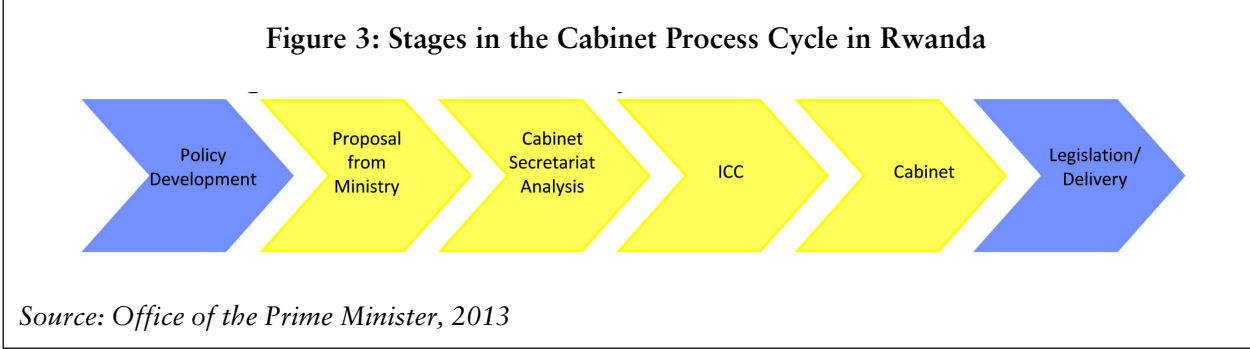 Figure 3: Stages in the Cabinet Process Cycle in Rwanda
Policy
Development
Proposal
from
Ministry
Cabinet
Secretariat
Analysis
ICC
Cabinet
Legislation/
Delivery
Source: Office of the Prime Minister, 2013